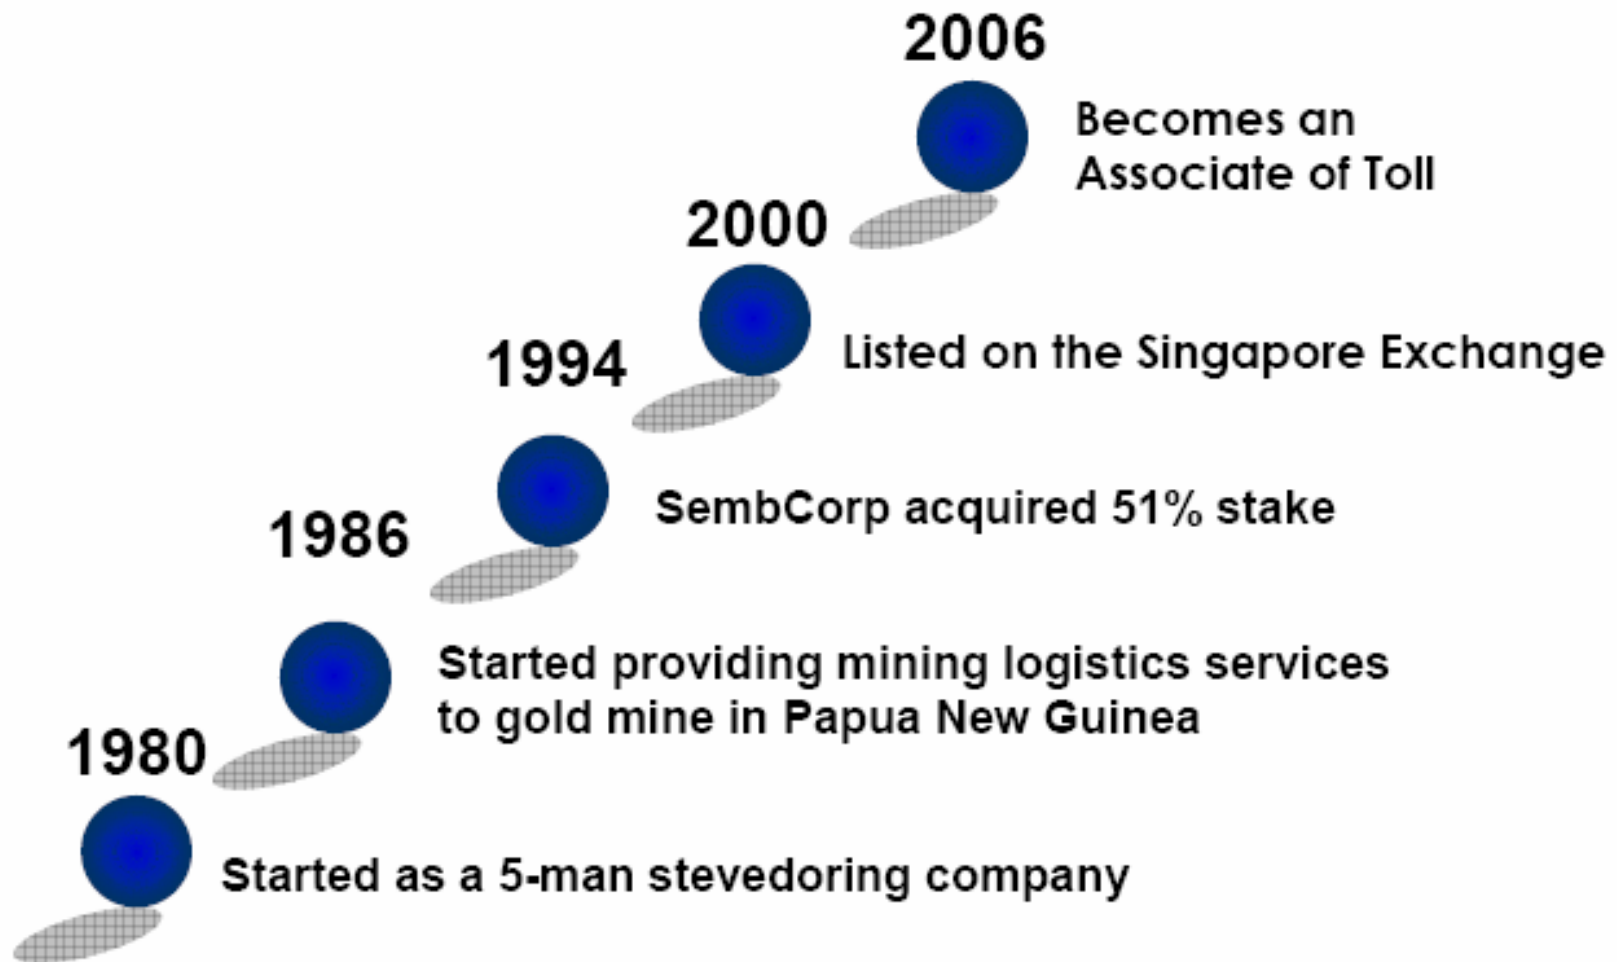 2006
Becomes an
Associate of Toll
2000
Listed on the Singapore Exchange
1994
SembCorp acquired 51% stake
1986
Started providing mining logistics services
to gold mine in Papua New Guinea
1980
Started as a 5-man stevedoring company